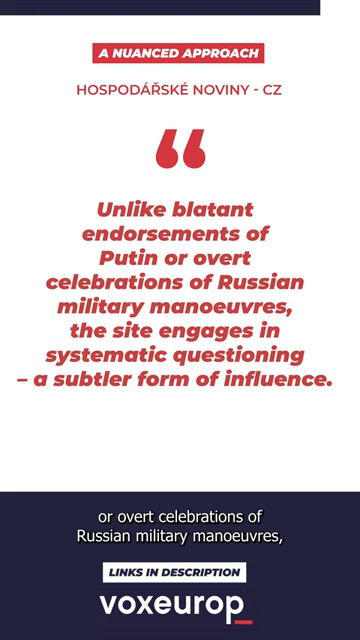 A NUANCED APPROACH
HOSPODÁŘSKÉ NOVINY - CZ
“
Unlike blatant
endorsements of
Putin or overt
celebrations of Russian
military manoeuvres,
the site engages in
systematic questioning
– a subtler form of influence.
or overt celebrations of
Russian military manoeuvres,
LINKS IN DESCRIPTION
voxeurop_